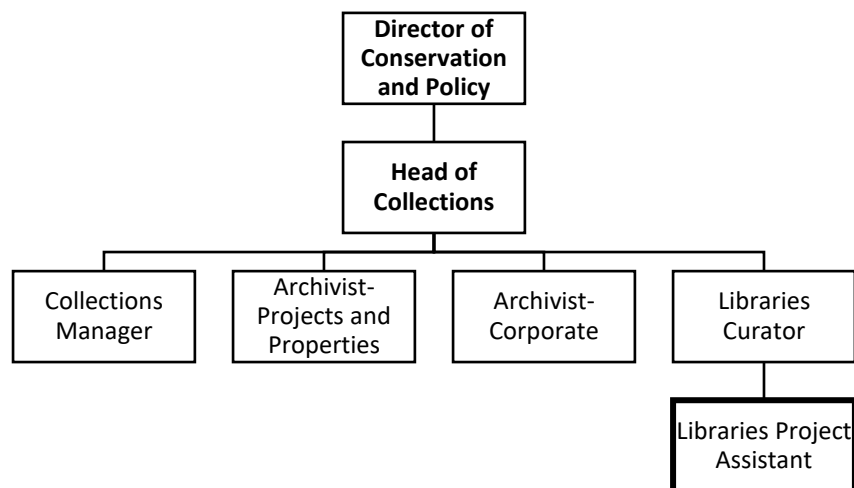 Director of
Conservation
and Policy
Head of
Collections
Collections
Manager
Archivist-
Projects and
Properties
Archivist-
Corporate
Libraries
Curator
Libraries Project
Assistant